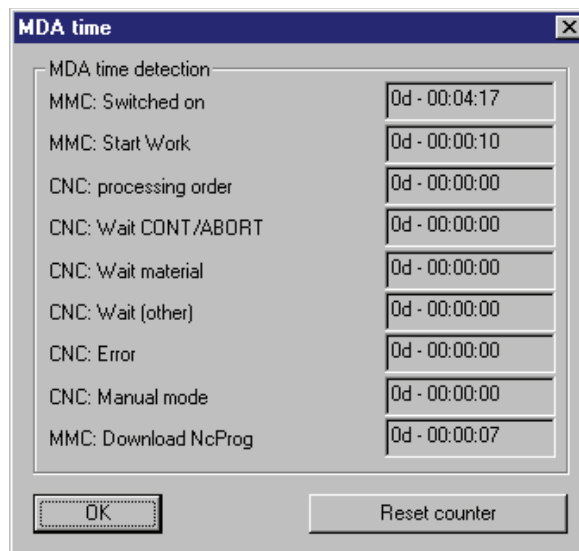 MDA time
MDA time detection
MMC: Switched on 0d - 00:04:17
MMC: Start Work 0d - 00:00:10
CNC: processing order 0d - 00:00:00
CNC: Wait CONT/ABORT 0d - 00:00:00
CNC: Wait material 0d - 00:00:00
CNC: Wait (other) 0d - 00:00:00
CNC: Error 0d - 00:00:00
CNC: Manual mode 0d - 00:00:00
MMC: Download NcProg 0d - 00:00:07
OK Reset counter